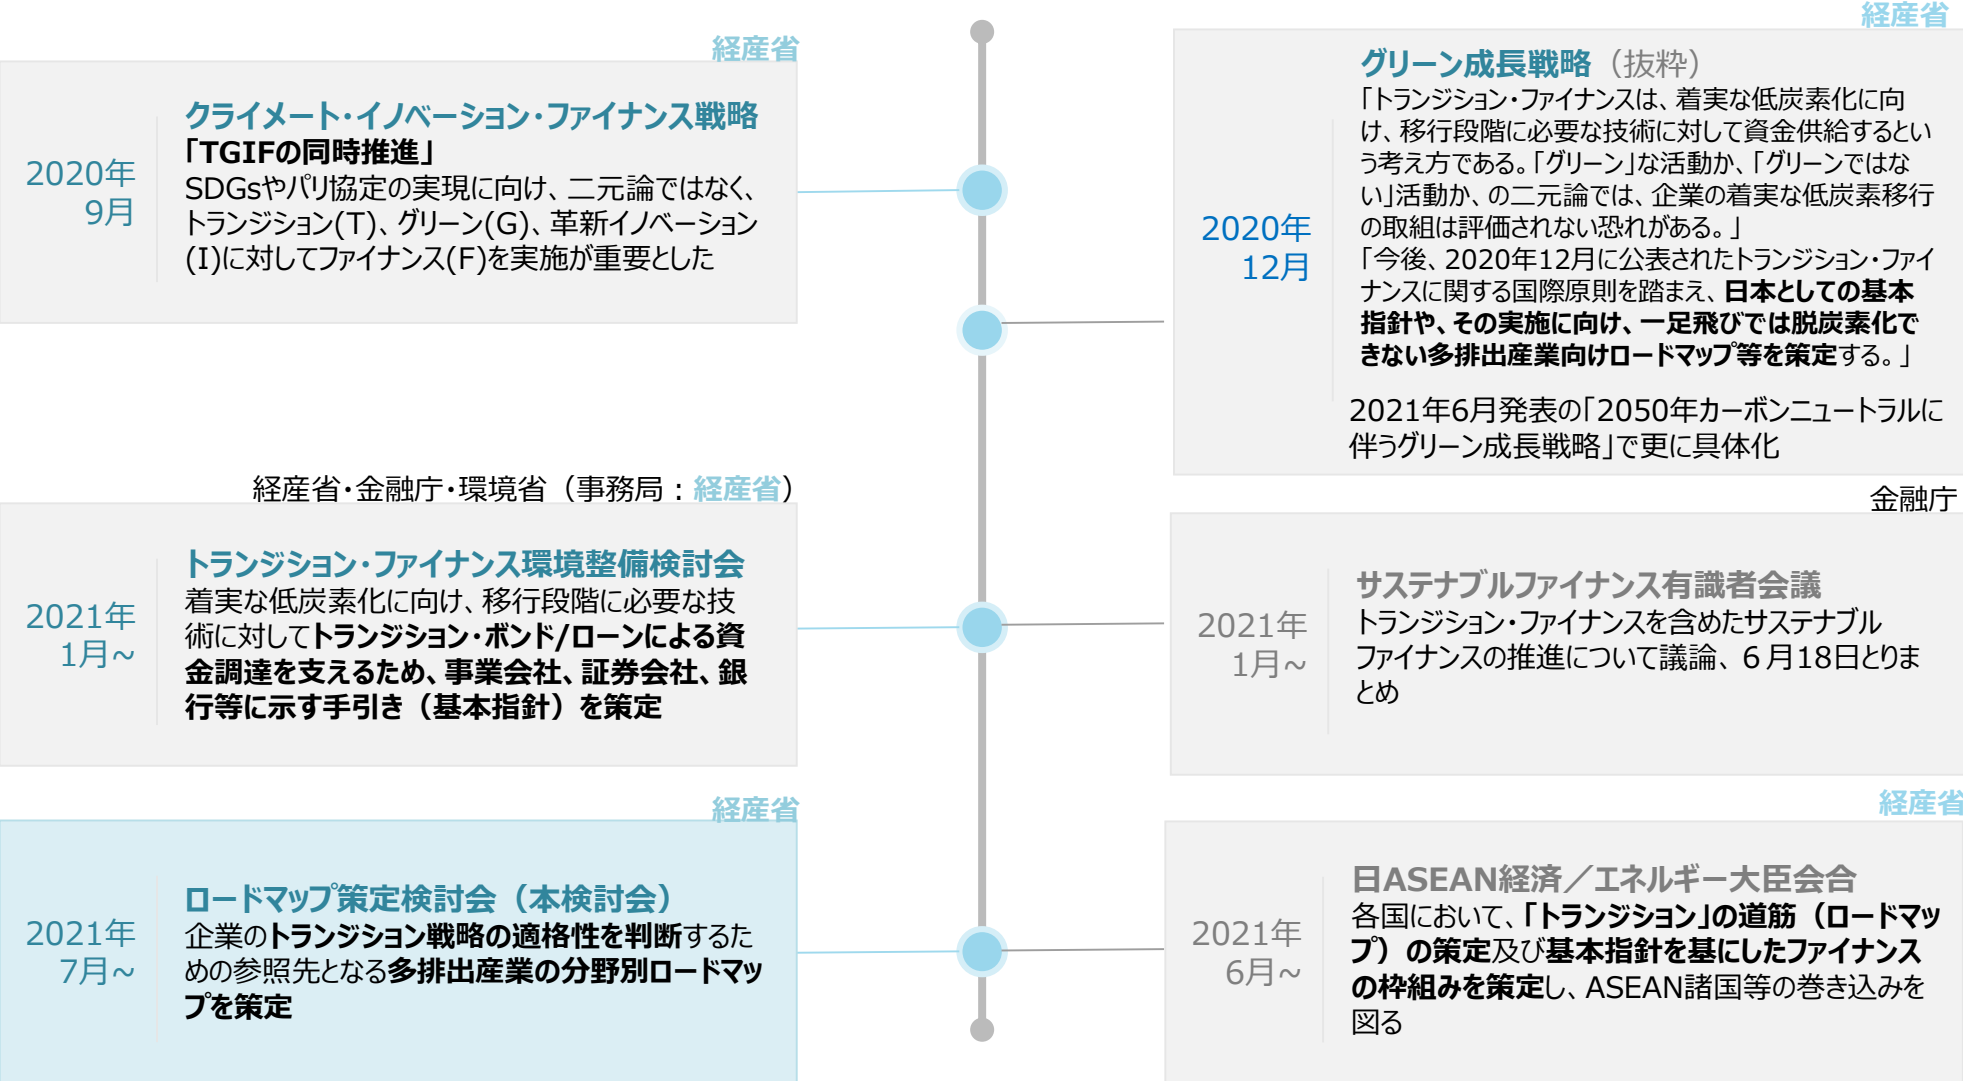 経産省
2020年
9月
クライメート・イノベーション・ファイナンス戦略
「TGIFの同時推進」
SDGsやパリ協定の実現に向け、二元論ではなく、
トランジション(T)、グリーン(G)、革新イノベーション
(I)に対してファイナンス(F)を実施が重要とした
経産省
2020年
12月
グリーン成長戦略（抜粋）
「トランジション・ファイナンスは、着実な低炭素化に向
け、移行段階に必要な技術に対して資金供給するとい
う考え方である。「グリーン」な活動か、「グリーンではな
い」活動か、の二元論では、企業の着実な低炭素移行
の取組は評価されない恐れがある。」
「今後、2020年12月に公表されたトランジション・ファイ
ナンスに関する国際原則を踏まえ、日本としての基本
指針や、その実施に向け、一足飛びでは脱炭素化で
きない多排出産業向けロードマップ等を策定する。」
2021年6月発表の「2050年カーボンニュートラルに
伴うグリーン成長戦略」で更に具体化
経産省・金融庁・環境省（事務局：経産省）
2021年
1月~
トランジション・ファイナンス環境整備検討会
着実な低炭素化に向け、移行段階に必要な技
術に対してトランジション・ボンド/ローンによる資
金調達を支えるため、事業会社、証券会社、銀
行等に示す手引き（基本指針）を策定
金融庁
2021年
1月~
サステナブルファイナンス有識者会議
トランジション・ファイナンスを含めたサステナブル
ファイナンスの推進について議論、６月18日とりま
とめ
経産省
2021年
7月~
ロードマップ策定検討会（本検討会）
企業のトランジション戦略の適格性を判断するた
めの参照先となる多排出産業の分野別ロードマッ
プを策定
経産省
2021年
6月~
日ASEAN経済／エネルギー大臣会合
各国において、「トランジション」の道筋（ロードマッ
プ）の策定及び基本指針を基にしたファイナンス
の枠組みを策定し、ASEAN諸国等の巻き込みを
図る